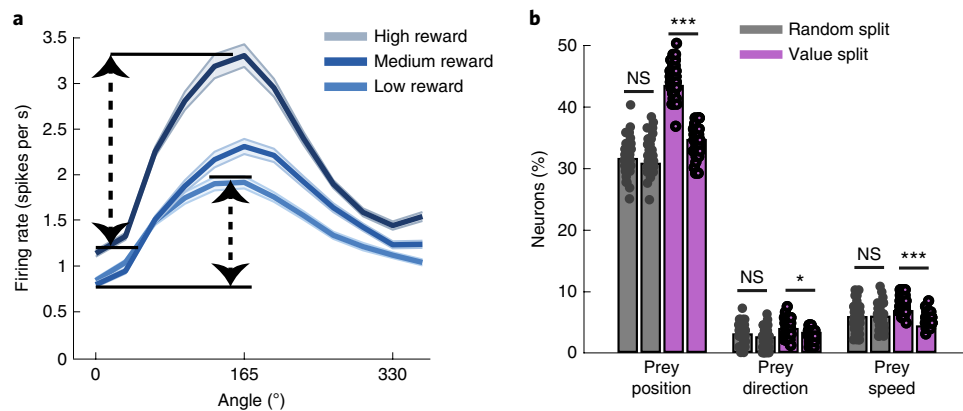 a
Firing rate (spikes per s)
3.5
3
2.5
2
1.5
1
0.5
0
0
165
330
Angle (°)
High reward
Medium reward
Low reward
b
Neurons (%)
50
40
30
20
10
0
NS
***
NS
*
NS
***
Random split
Value split
Prey
position
Prey
direction
Prey
speed